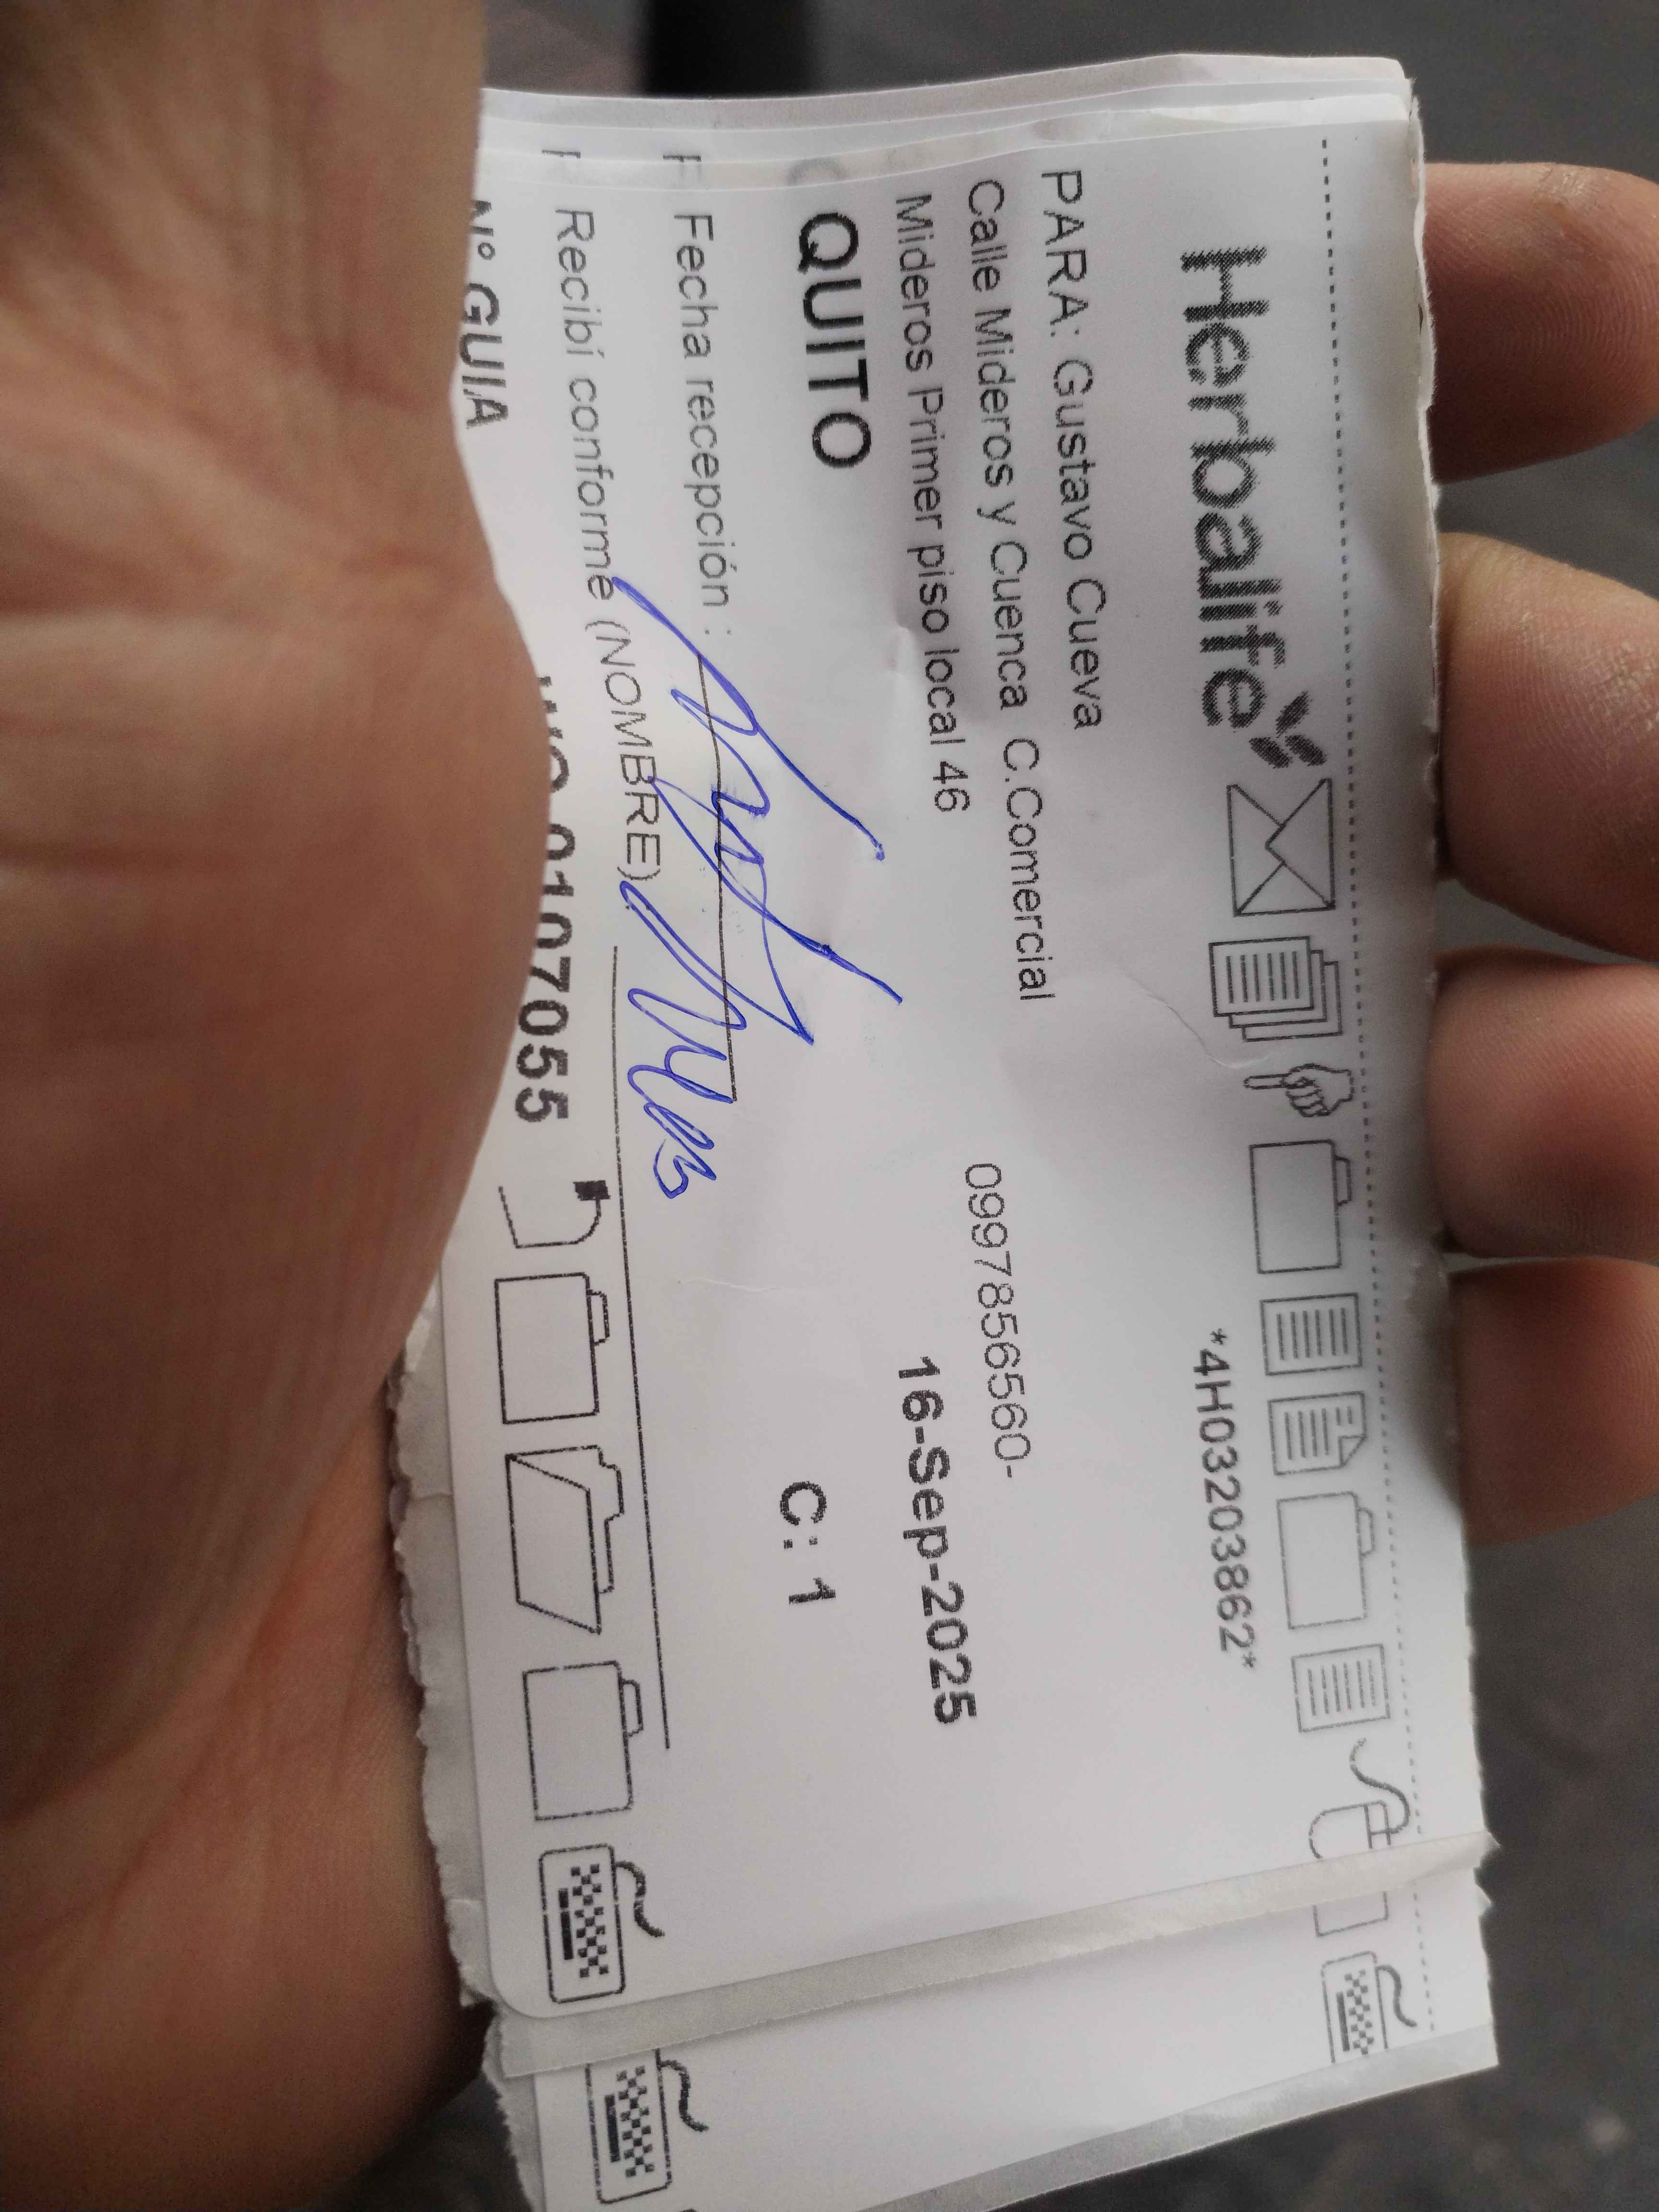 Herbalife
*4H03203862*
PARA: Gustavo Cueva
Calle Mideros y Cuenca C.Comercial
0997856560-
Mideros Primer piso local 46
16-Sep-2025
QUITO
C: 1
Fecha recepción :
Recibí conforme (NOMBRE)
N° GUIA
0107055